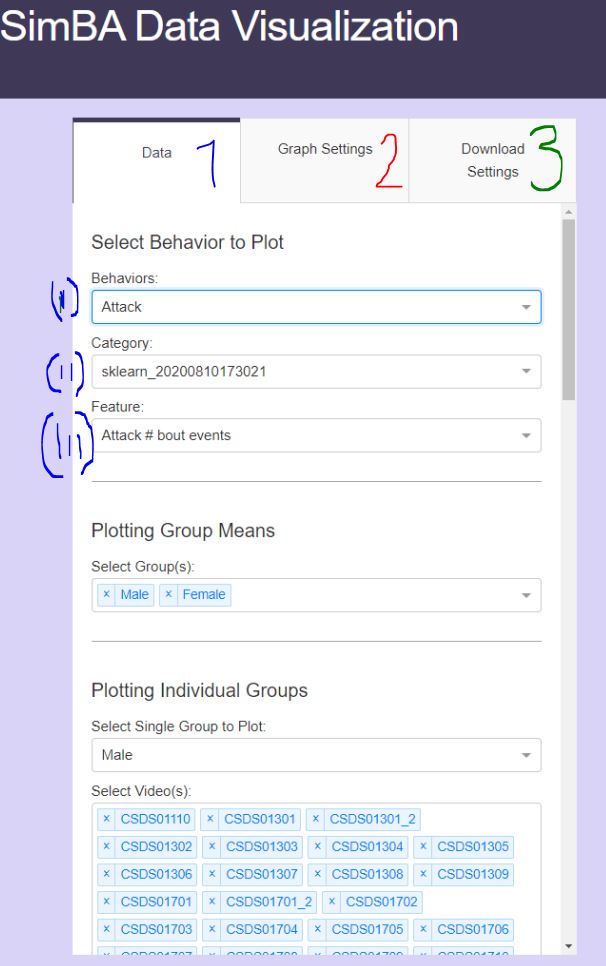 SimBA Data Visualization
Data 1 Graph Settings 2 Download Settings 3
Select Behavior to Plot
Behaviors:
(I) Attack
Category:
(II) sklearn_20200810173021
Feature:
(III) Attack # bout events
Plotting Group Means
Select Group(s):
× Male × Female
Plotting Individual Groups
Select Single Group to Plot:
Male
Select Video(s):
× CSDS01110 × CSDS01301 × CSDS01301_2
× CSDS01302 × CSDS01303 × CSDS01304 × CSDS01305
× CSDS01306 × CSDS01307 × CSDS01308 × CSDS01309
× CSDS01701 × CSDS01701_2 × CSDS01702
× CSDS01703 × CSDS01704 × CSDS01705 × CSDS01706